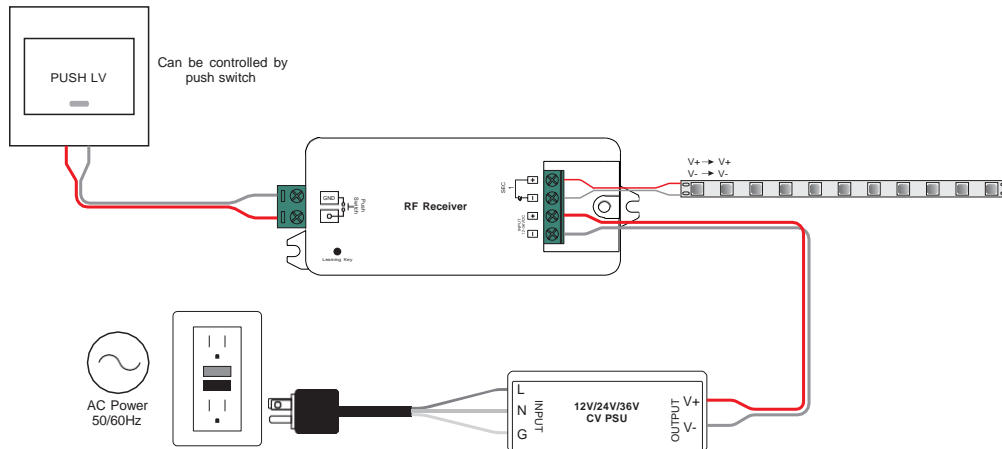 PUSH LV
Can be controlled by
push switch
V+ → V+
V- → V-
SEC
+
−
+
−
GND
Push
Switch
RF Receiver
Learning Key
AC Power
50/60Hz
L
N
G
INPUT
12V/24V/36V
CV PSU
OUTPUT
V+
V-